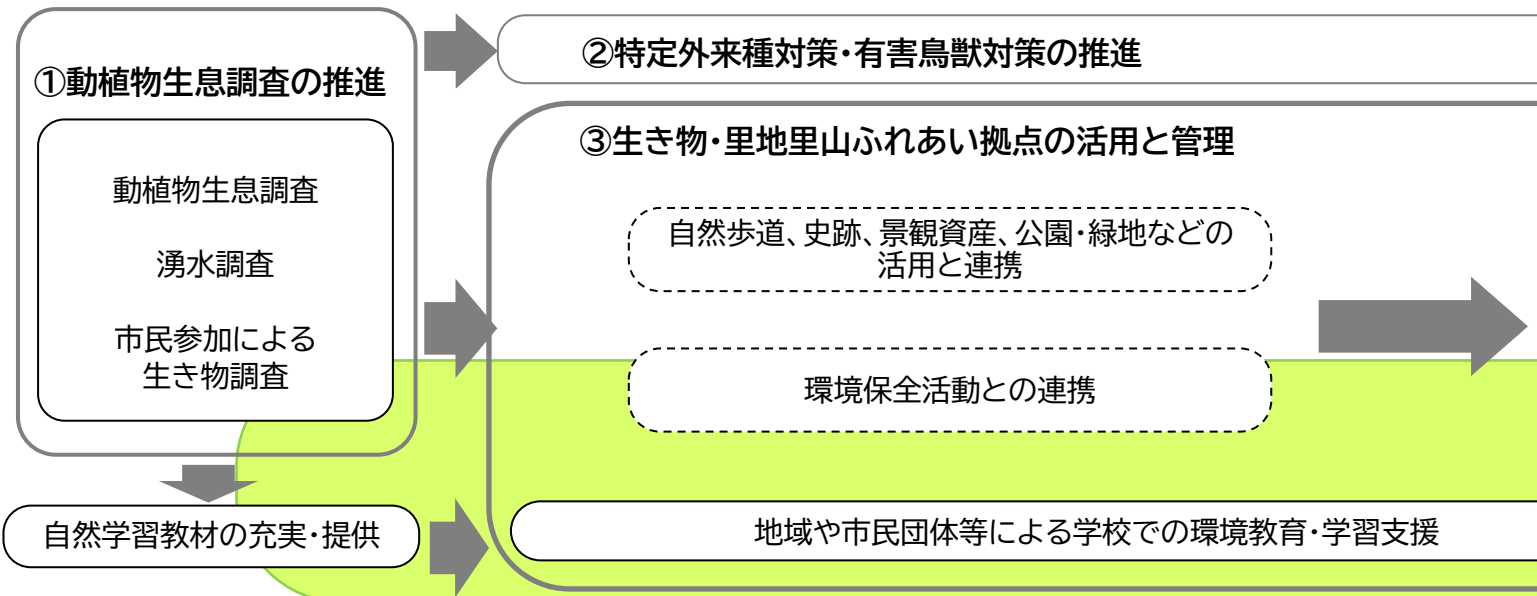 ①動植物生息調査の推進
動植物生息調査
湧水調査
市民参加による
生き物調査
自然学習教材の充実・提供
②特定外来種対策・有害鳥獣対策の推進
③生き物・里地里山ふれあい拠点の活用と管理
自然歩道、史跡、景観資産、公園・緑地などの
活用と連携
環境保全活動との連携
地域や市民団体等による学校での環境教育・学習支援